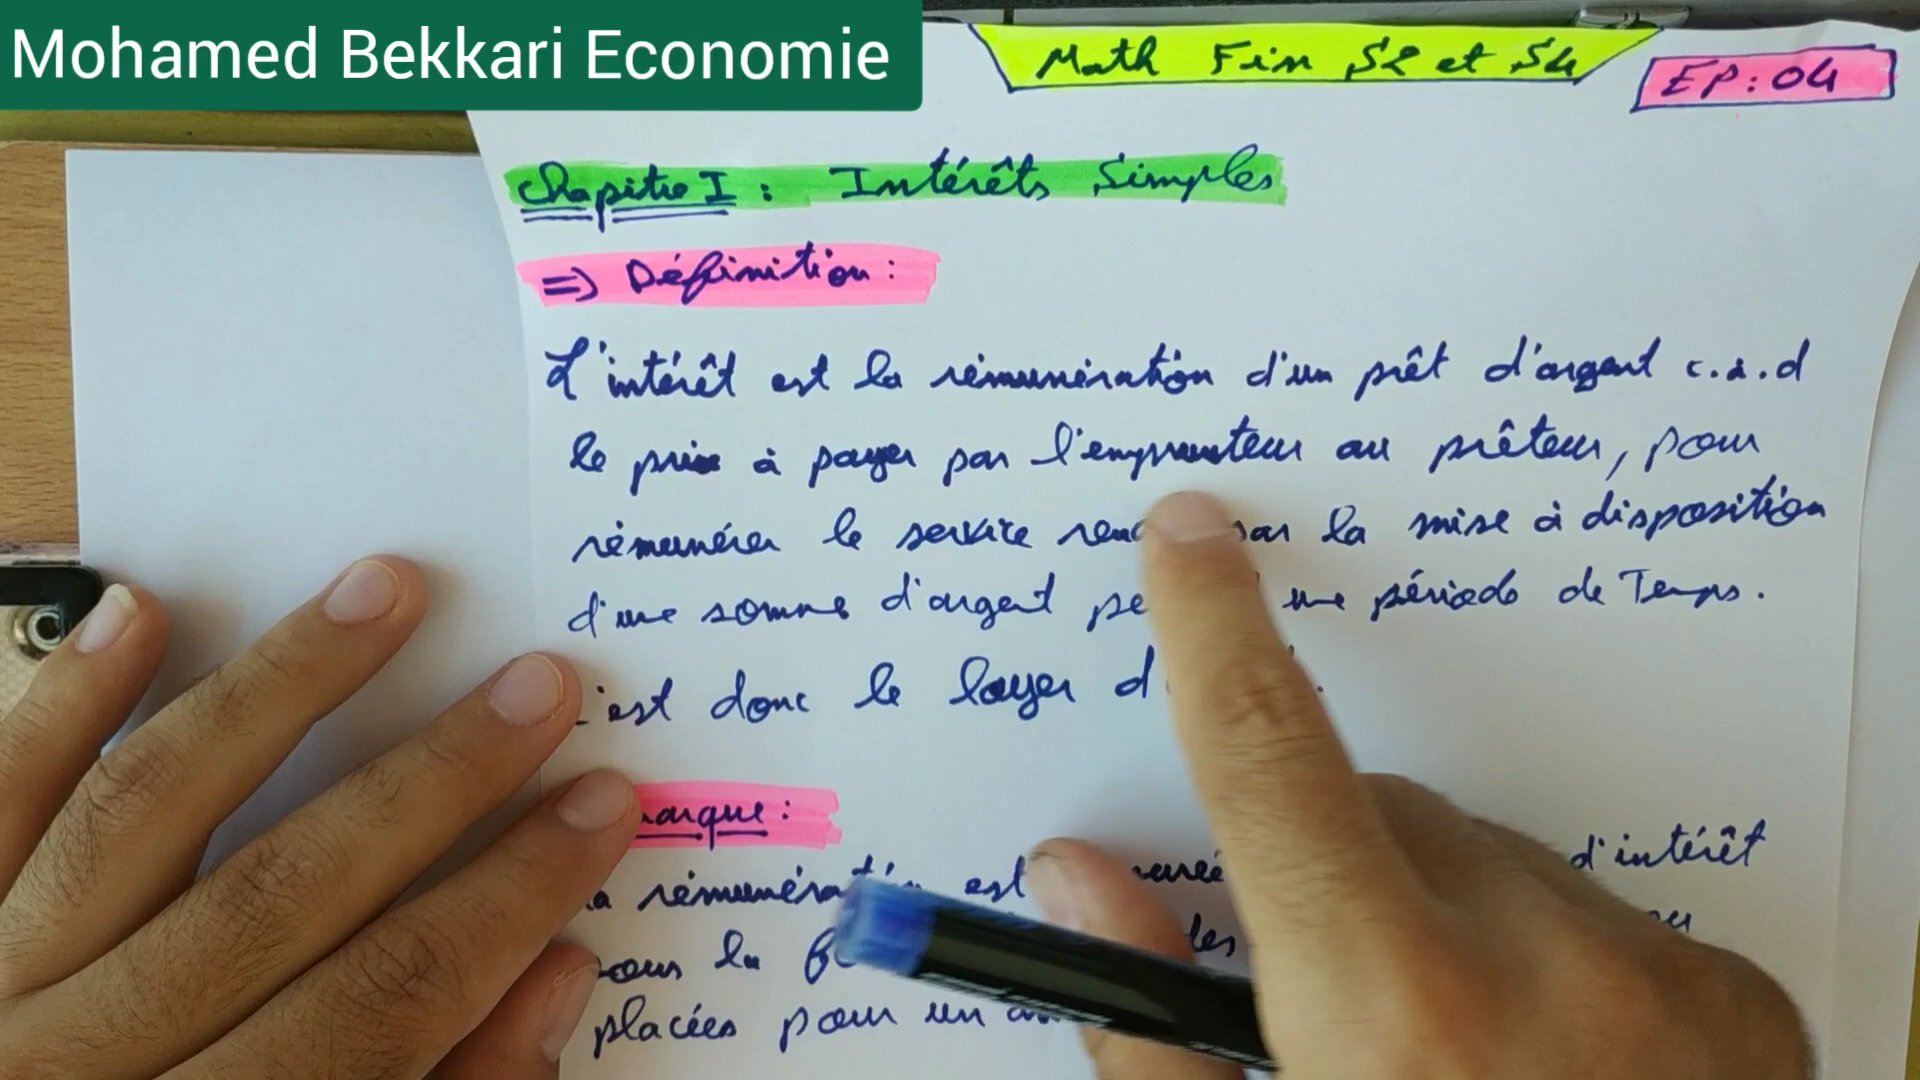 Mohamed Bekkari Economie
Math Fin S2 et S4
EP: 04
Chapitre I : Intérêts Simples
=> Définition :
L'intérêt est la rémunération d'un prêt d'argent c.à.d
le prix à payer par l'emprunteur au prêteur, pour
rémunérer le service par la mise à disposition
d'une somme d'argent une période de Temps.
c'est donc le loyer
marque :
la rémunération est d'intérêt
sous la les
placées pour un